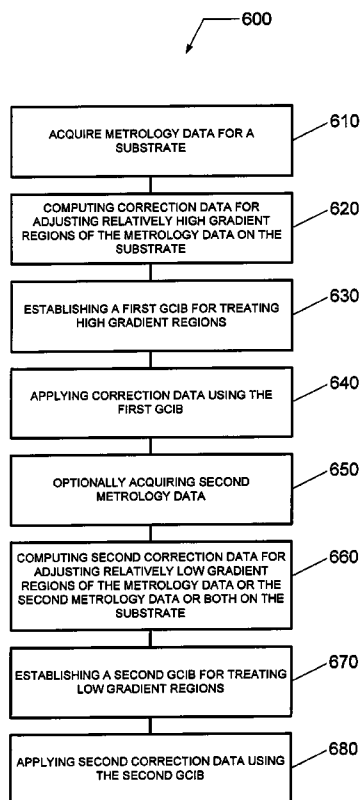 600
ACQUIRE METROLOGY DATA FOR A
SUBSTRATE
610
COMPUTING CORRECTION DATA FOR
ADJUSTING RELATIVELY HIGH GRADIENT
REGIONS OF THE METROLOGY DATA ON THE
SUBSTRATE
620
ESTABLISHING A FIRST GCIB FOR TREATING
HIGH GRADIENT REGIONS
630
APPLYING CORRECTION DATA USING THE
FIRST GCIB
640
OPTIONALLY ACQUIRING SECOND
METROLOGY DATA
650
COMPUTING SECOND CORRECTION DATA FOR
ADJUSTING RELATIVELY LOW GRADIENT
REGIONS OF THE METROLOGY DATA OR THE
SECOND METROLOGY DATA OR BOTH ON THE
SUBSTRATE
660
ESTABLISHING A SECOND GCIB FOR TREATING
LOW GRADIENT REGIONS
670
APPLYING SECOND CORRECTION DATA USING
THE SECOND GCIB
680